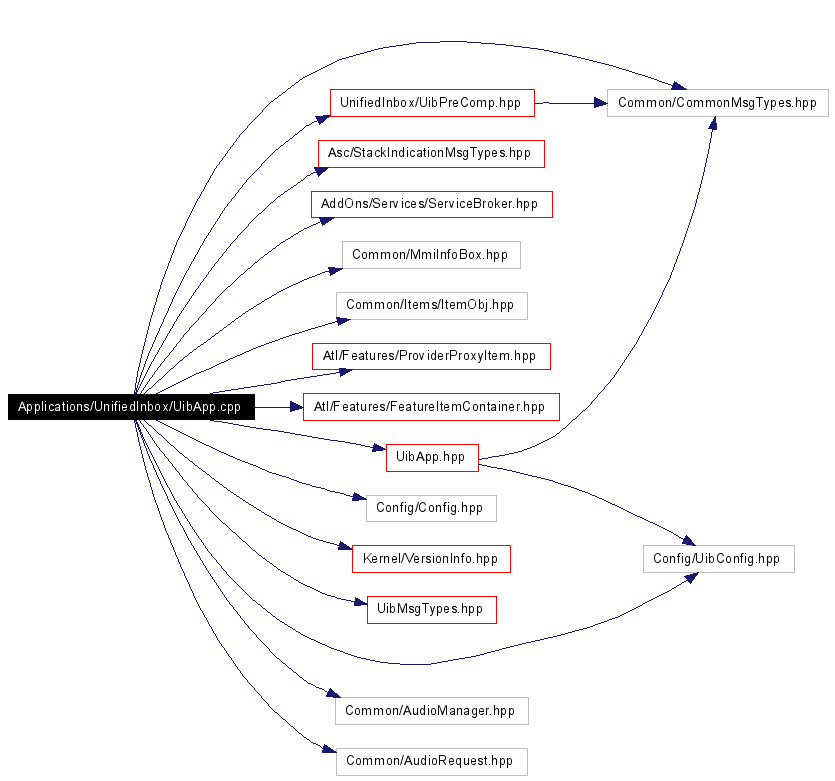 UnifiedInbox/UibPreComp.hpp
Common/CommonMsgTypes.hpp
Asc/StackIndicationMsgTypes.hpp
AddOns/Services/ServiceBroker.hpp
Common/MmiInfoBox.hpp
Common/Items/ItemObj.hpp
Atl/Features/ProviderProxyItem.hpp
Applications/UnifiedInbox/UibApp.cpp
Atl/Features/FeatureItemContainer.hpp
UibApp.hpp
Config/Config.hpp
Kernel/VersionInfo.hpp
Config/UibConfig.hpp
UibMsgTypes.hpp
Common/AudioManager.hpp
Common/AudioRequest.hpp